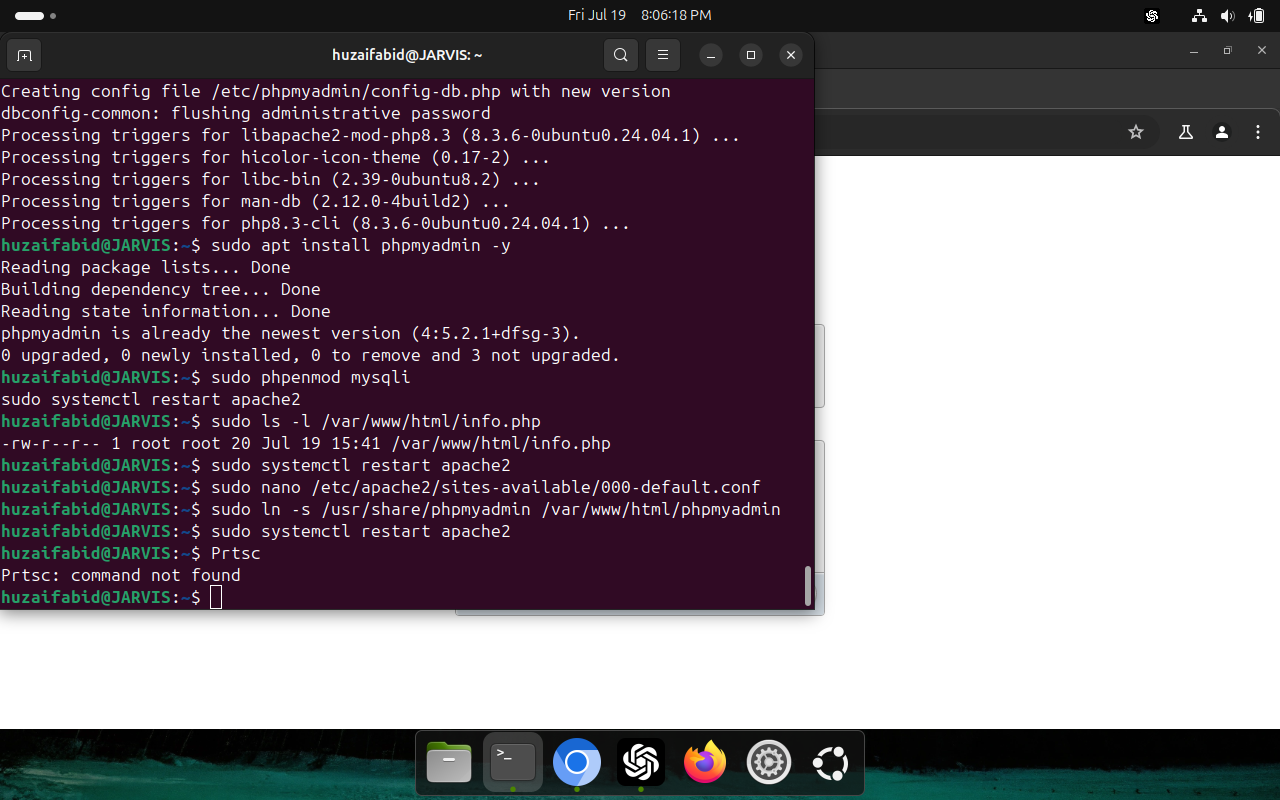 Fri Jul 19 8:06:18 PM
huzaifabid@JARVIS: ~
Creating config file /etc/phpmyadmin/config-db.php with new version
dbconfig-common: flushing administrative password
Processing triggers for libapache2-mod-php8.3 (8.3.6-0ubuntu0.24.04.1) ...
Processing triggers for hicolor-icon-theme (0.17-2) ...
Processing triggers for libc-bin (2.39-0ubuntu8.2) ...
Processing triggers for man-db (2.12.0-4build2) ...
Processing triggers for php8.3-cli (8.3.6-0ubuntu0.24.04.1) ...
huzaifabid@JARVIS:~$ sudo apt install phpmyadmin -y
Reading package lists... Done
Building dependency tree... Done
Reading state information... Done
phpmyadmin is already the newest version (4:5.2.1+dfsg-3).
0 upgraded, 0 newly installed, 0 to remove and 3 not upgraded.
huzaifabid@JARVIS:~$ sudo phpenmod mysqli
sudo systemctl restart apache2
huzaifabid@JARVIS:~$ sudo ls -l /var/www/html/info.php
-rw-r--r-- 1 root root 20 Jul 19 15:41 /var/www/html/info.php
huzaifabid@JARVIS:~$ sudo systemctl restart apache2
huzaifabid@JARVIS:~$ sudo nano /etc/apache2/sites-available/000-default.conf
huzaifabid@JARVIS:~$ sudo ln -s /usr/share/phpmyadmin /var/www/html/phpmyadmin
huzaifabid@JARVIS:~$ sudo systemctl restart apache2
huzaifabid@JARVIS:~$ Prtsc
Prtsc: command not found
huzaifabid@JARVIS:~$